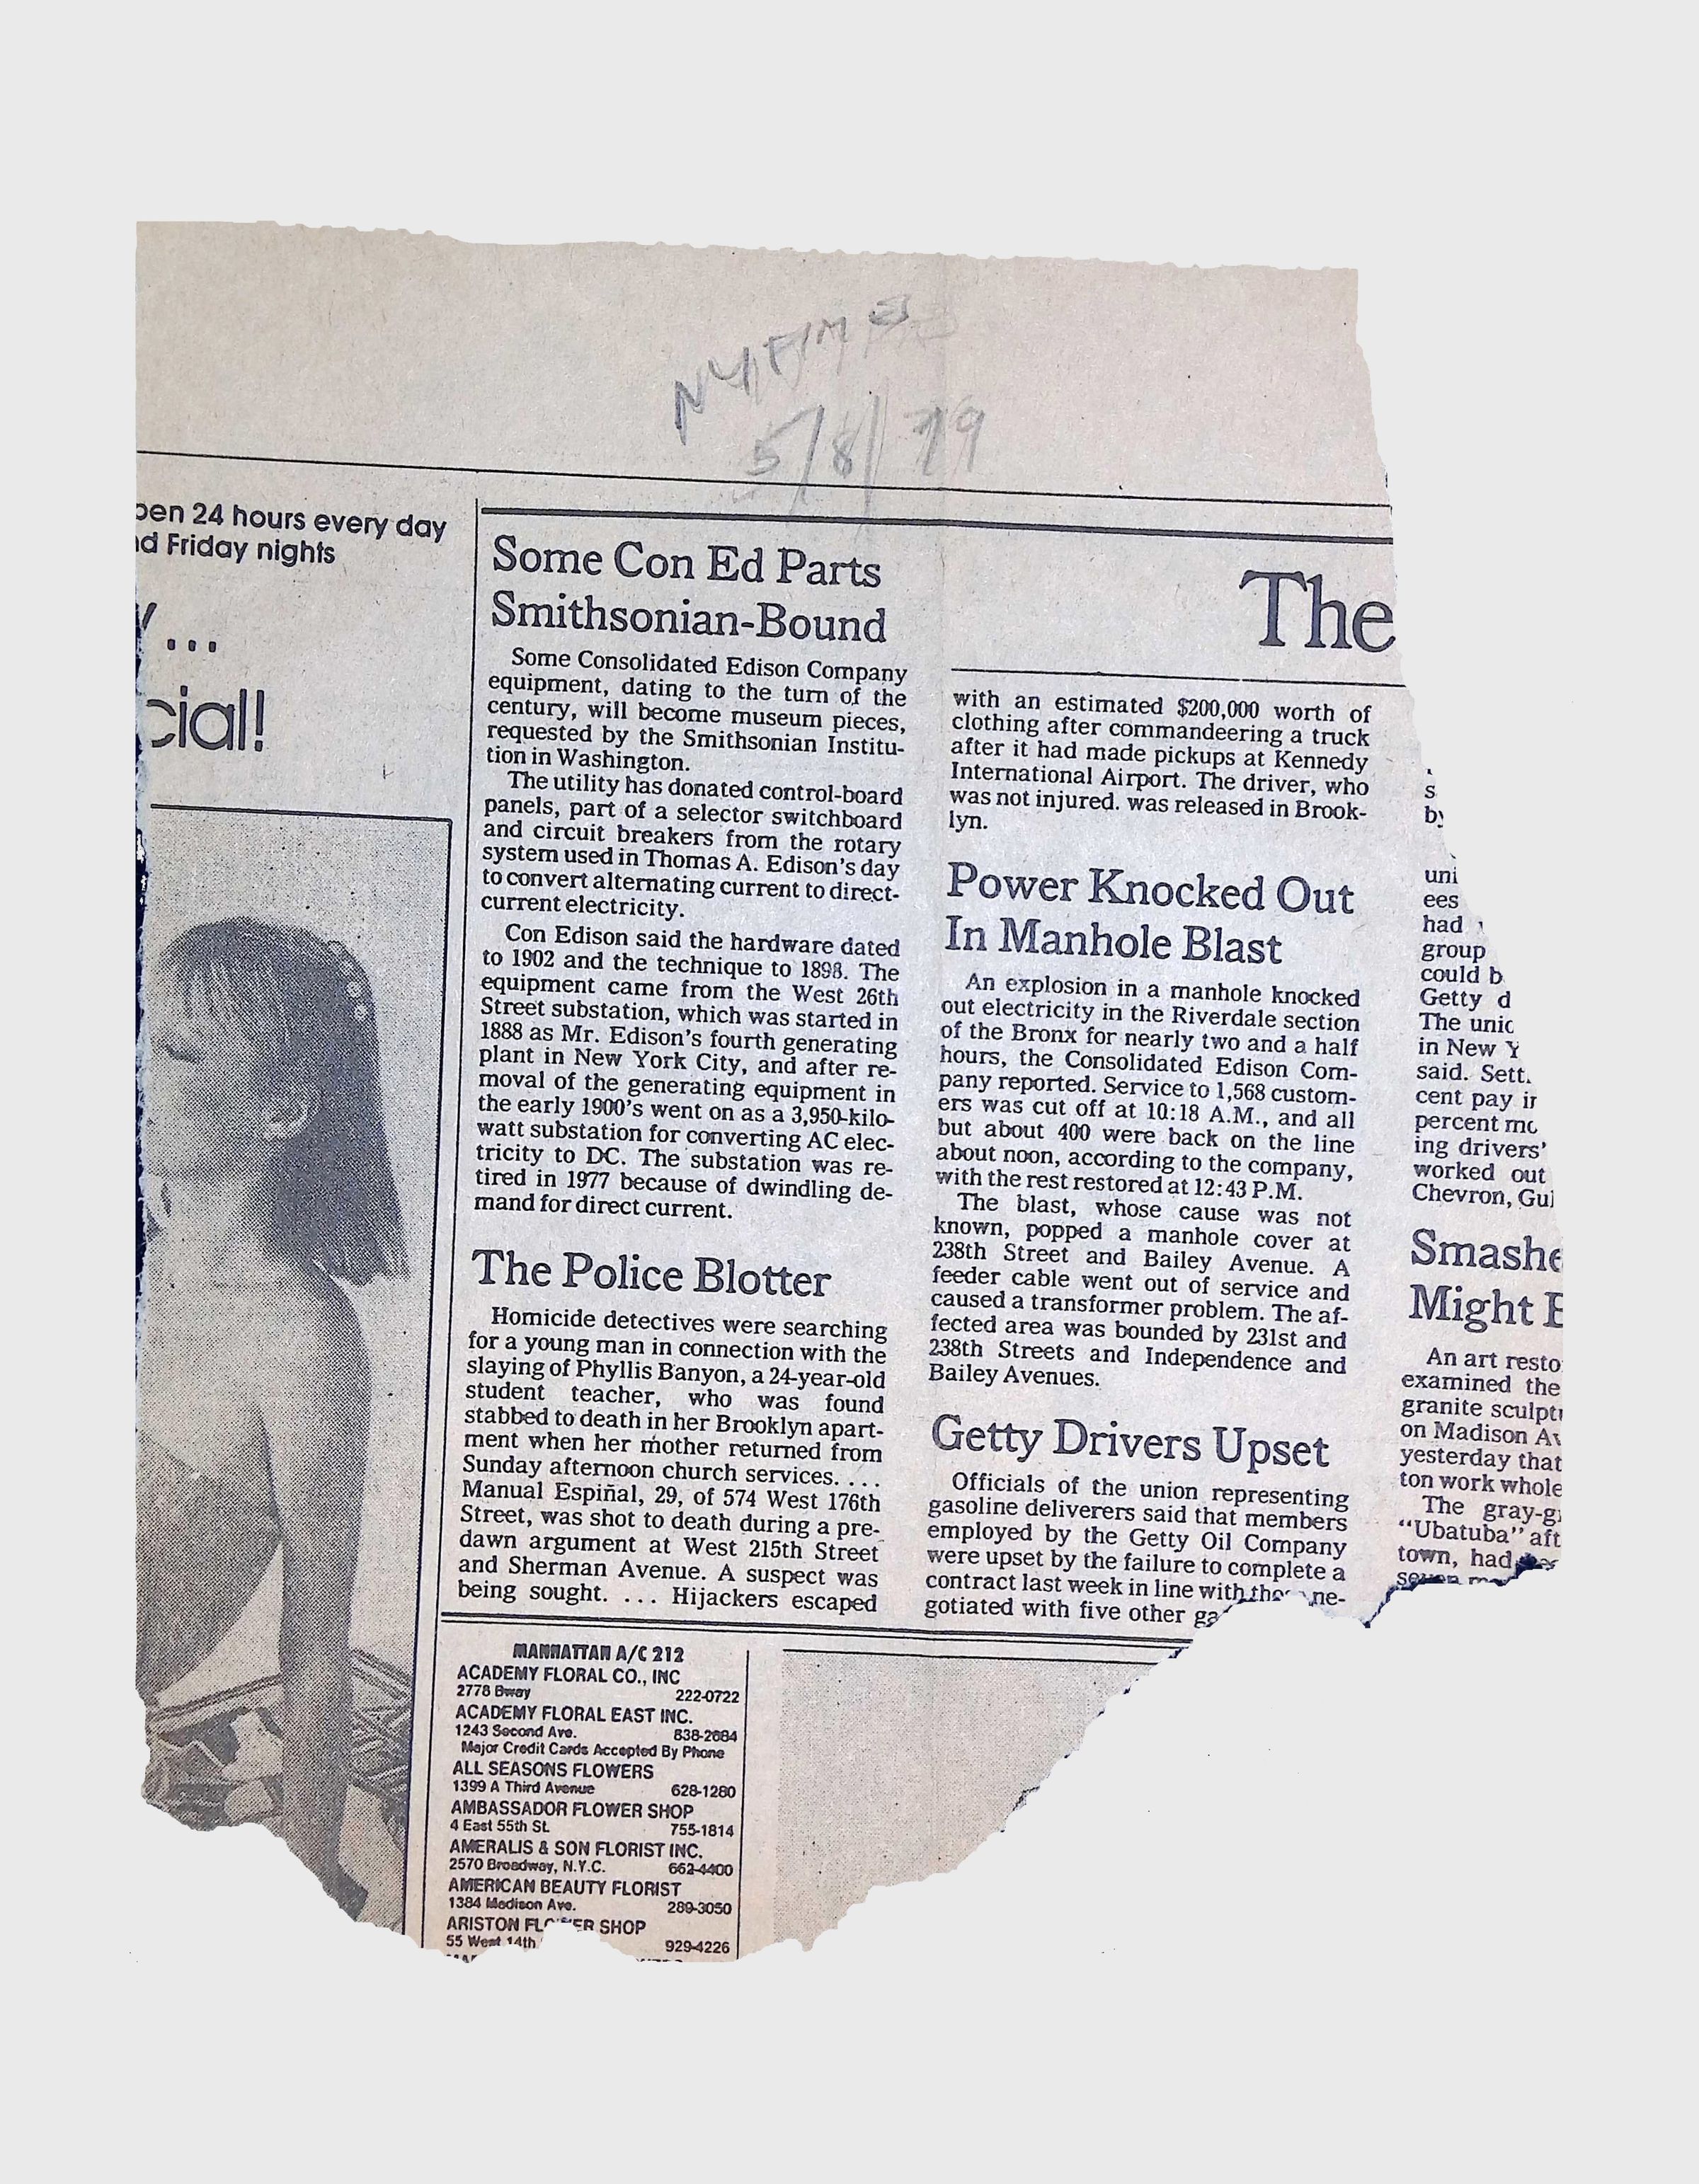 NYTIMES
5/8/79
24 hours every day
Friday nights
...
Some Con Ed Parts
Smithsonian-Bound
Some Consolidated Edison Company
equipment, dating to the turn of the
century, will become museum pieces,
requested by the Smithsonian Institu-
tion in Washington.
The utility has donated control-board
panels, part of a selector switchboard
and circuit breakers from the rotary
system used in Thomas A. Edison's day
to convert alternating current to direct-
current electricity.
Con Edison said the hardware dated
to 1902 and the technique to 1898. The
equipment came from the West 26th
Street substation, which was started in
1888 as Mr. Edison's fourth generating
plant in New York City, and after re-
moval of the generating equipment in
the early 1900's went on as a 3,950-kilo-
watt substation for converting AC elec-
tricity to DC. The substation was re-
tired in 1977 because of dwindling de-
mand for direct current.
The Police Blotter
Homicide detectives were searching
for a young man in connection with the
slaying of Phyllis Banyon, a 24-year-old
student teacher, who was found
stabbed to death in her Brooklyn apart-
ment when her mother returned from
Sunday afternoon church services. ...
Manual Espiñal, 29, of 574 West 176th
Street, was shot to death during a pre-
dawn argument at West 215th Street
and Sherman Avenue. A suspect was
being sought. ... Hijackers escaped
The
with an estimated $200,000 worth of
clothing after commandeering a truck
after it had made pickups at Kennedy
International Airport. The driver, who
was not injured. was released in Brook-
lyn.
Power Knocked Out
In Manhole Blast
An explosion in a manhole knocked
out electricity in the Riverdale section
of the Bronx for nearly two and a half
hours, the Consolidated Edison Com-
pany reported. Service to 1,568 custom-
ers was cut off at 10:18 A.M., and all
but about 400 were back on the line
about noon, according to the company,
with the rest restored at 12:43 P.M.
The blast, whose cause was not
known, popped a manhole cover at
238th Street and Bailey Avenue. A
feeder cable went out of service and
caused a transformer problem. The af-
fected area was bounded by 231st and
238th Streets and Independence and
Bailey Avenues.
Getty Drivers Upset
Officials of the union representing
gasoline deliverers said that members
employed by the Getty Oil Company
were upset by the failure to complete a
contract last week in line with ne-
gotiated with five other
uni
ees
had
group
could b
Getty d
The
in New Y
said.
cent pay
percent
ing drivers'
worked out
Chevron,
Smashe
Might
An art resto
examined the
granite
on Madison
yesterday that
ton work whole
The
"Ubatuba" aft
town, had
MANHATTAN A/C 212
ACADEMY FLORAL CO., INC
2778 Bway 222-0722
ACADEMY FLORAL EAST INC.
1243 Second Ave. 838-2684
Major Credit Cards Accepted By Phone
ALL SEASONS FLOWERS
1399 A Third Avenue 628-1280
AMBASSADOR FLOWER SHOP
4 East 55th St. 755-1814
AMERALIS & SON FLORIST INC.
2570 Broadway, N.Y.C. 662-4400
AMERICAN BEAUTY FLORIST
1384 Madison Ave. 289-3050
ARISTON FLOWER SHOP
55 West 14th 929-4226